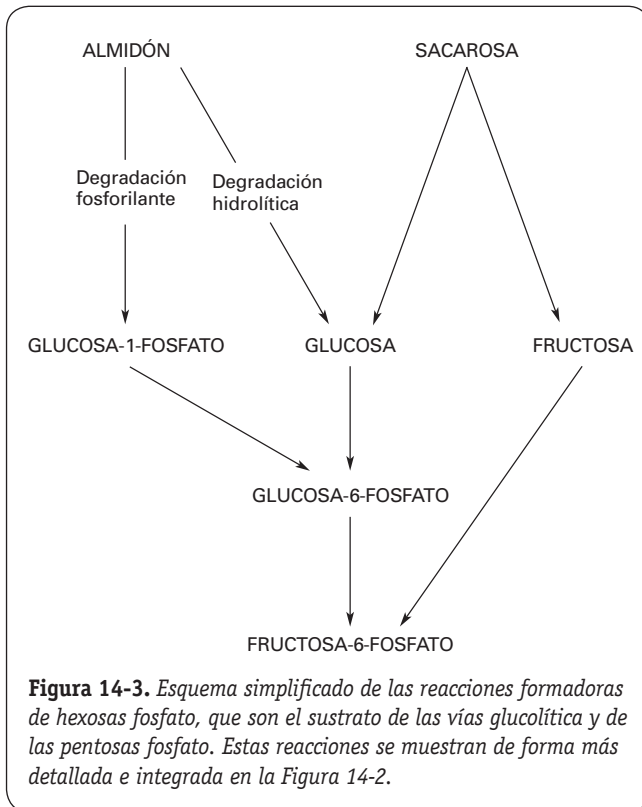 ALMIDÓN
SACAROSA
Degradación
fosforilante
Degradación
hidrolítica
GLUCOSA-1-FOSFATO
GLUCOSA
FRUCTOSA
GLUCOSA-6-FOSFATO
FRUCTOSA-6-FOSFATO
Figura 14-3. Esquema simplificado de las reacciones formadoras
de hexosas fosfato, que son el sustrato de las vías glucolítica y de
las pentosas fosfato. Estas reacciones se muestran de forma más
detallada e integrada en la Figura 14-2.